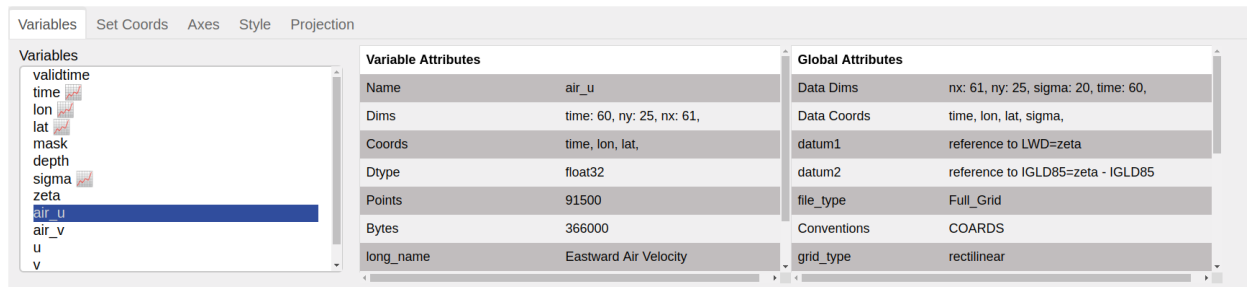 Variables Set Coords Axes Style Projection
Variables
validtime
time
lon
lat
mask
depth
sigma
zeta
air_u
air_v
u
v
Variable Attributes
Name air_u
Dims time: 60, ny: 25, nx: 61,
Coords time, lon, lat,
Dtype float32
Points 91500
Bytes 366000
long_name Eastward Air Velocity
Global Attributes
Data Dims nx: 61, ny: 25, sigma: 20, time: 60,
Data Coords time, lon, lat, sigma,
datum1 reference to LWD=zeta
datum2 reference to IGLD85=zeta - IGLD85
file_type Full_Grid
Conventions COARDS
grid_type rectilinear